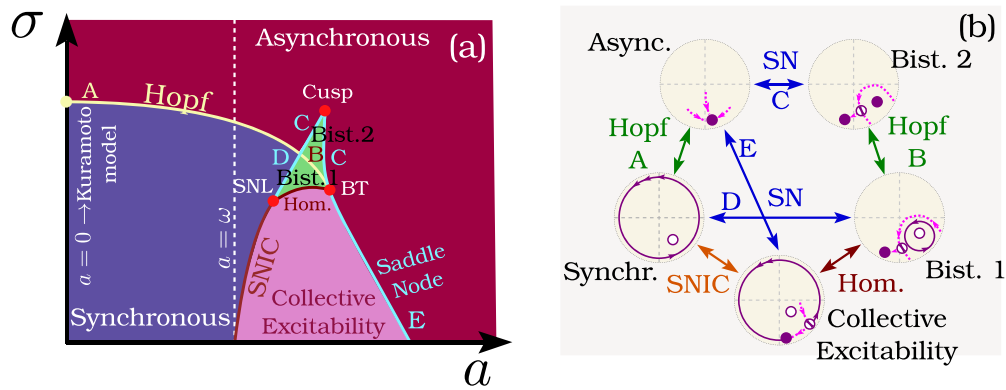 σ
Asynchronous
(a)
A
Hopf
Cusp
C
Bist.2
D
B
C
Bist.1
SNL
BT
Hom.
a = 0 → Kuramoto
model
a = ω
SNIC
Saddle
Node
Synchronous
Collective
Excitability
E
a
(b)
Async.
SN
C
Bist. 2
Hopf
A
E
Hopf
B
D
SN
Synchr.
SNIC
Hom.
Bist. 1
Collective
Excitability